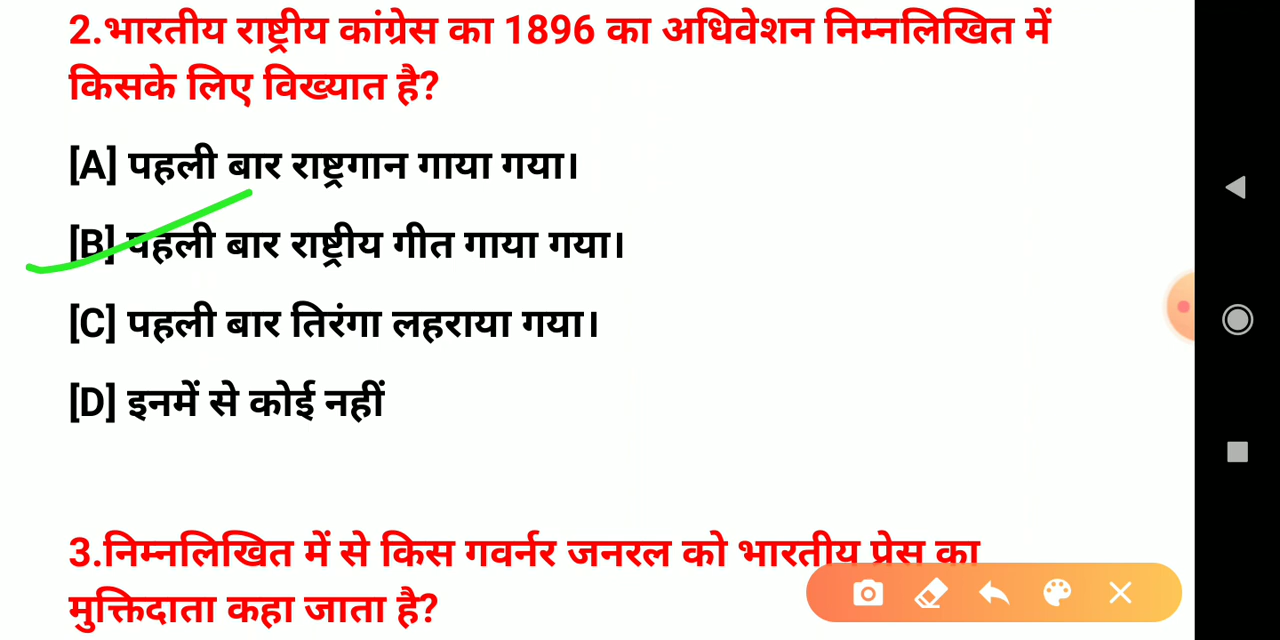 2.भारतीय राष्ट्रीय कांग्रेस का 1896 का अधिवेशन निम्नलिखित में
किसके लिए विख्यात है?
[A] पहली बार राष्ट्रगान गाया गया।
[B] पहली बार राष्ट्रीय गीत गाया गया।
[C] पहली बार तिरंगा लहराया गया।
[D] इनमें से कोई नहीं
3.निम्नलिखित में से किस गवर्नर जनरल को भारतीय प्रेस का
मुक्तिदाता कहा जाता है?